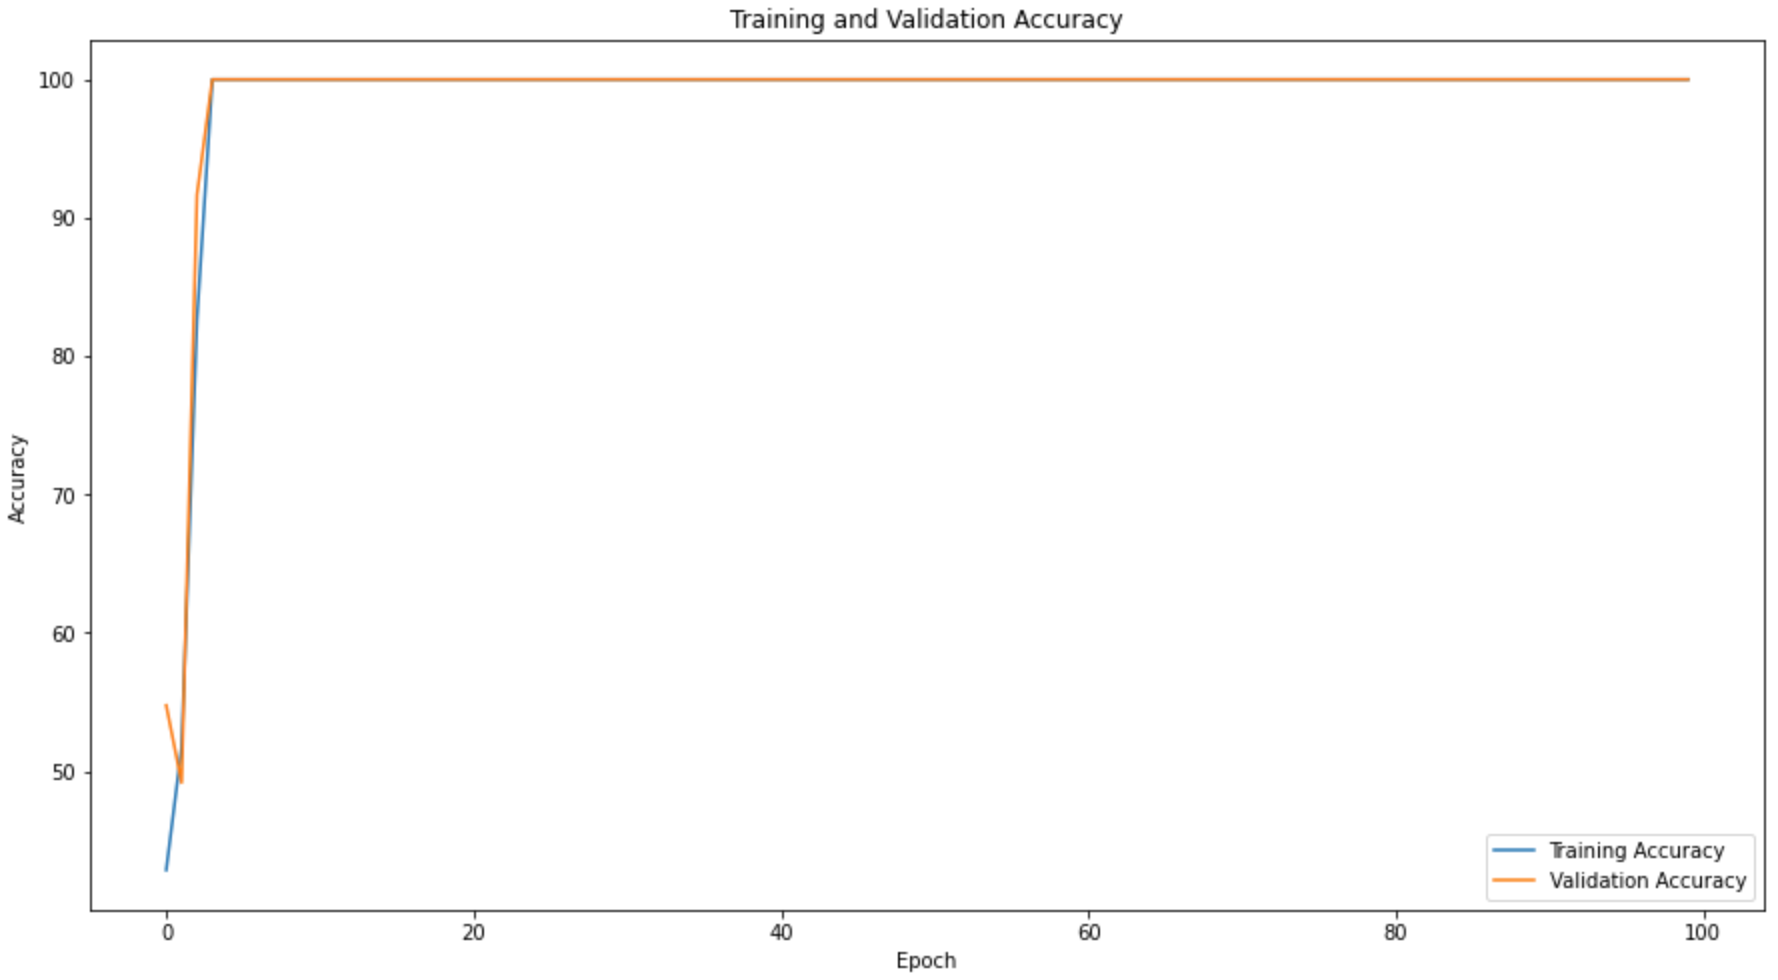 Training and Validation Accuracy
100
90
80
70
60
50
Accuracy
0 20 40 60 80 100
Epoch
Training Accuracy
Validation Accuracy